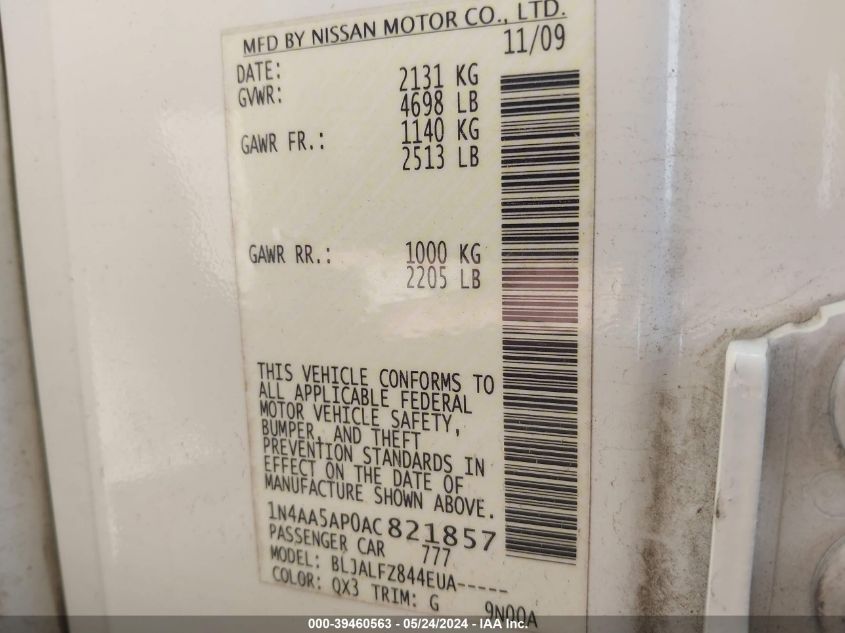 MFD BY NISSAN MOTOR CO., LTD.
DATE: 11/09
GVWR: 2131 KG
4698 LB
GAWR FR.: 1140 KG
2513 LB
GAWR RR.: 1000 KG
2205 LB
THIS VEHICLE CONFORMS TO
ALL APPLICABLE FEDERAL
MOTOR VEHICLE SAFETY,
BUMPER, AND THEFT
PREVENTION STANDARDS IN
EFFECT ON THE DATE OF
MANUFACTURE SHOWN ABOVE.
1N4AA5AP0AC821857
PASSENGER CAR 777
MODEL: BLJALFZ844EUA-----
COLOR: QX3 TRIM: G 9N00A
000-39460563 / 05/24/2024 - IAA Inc.